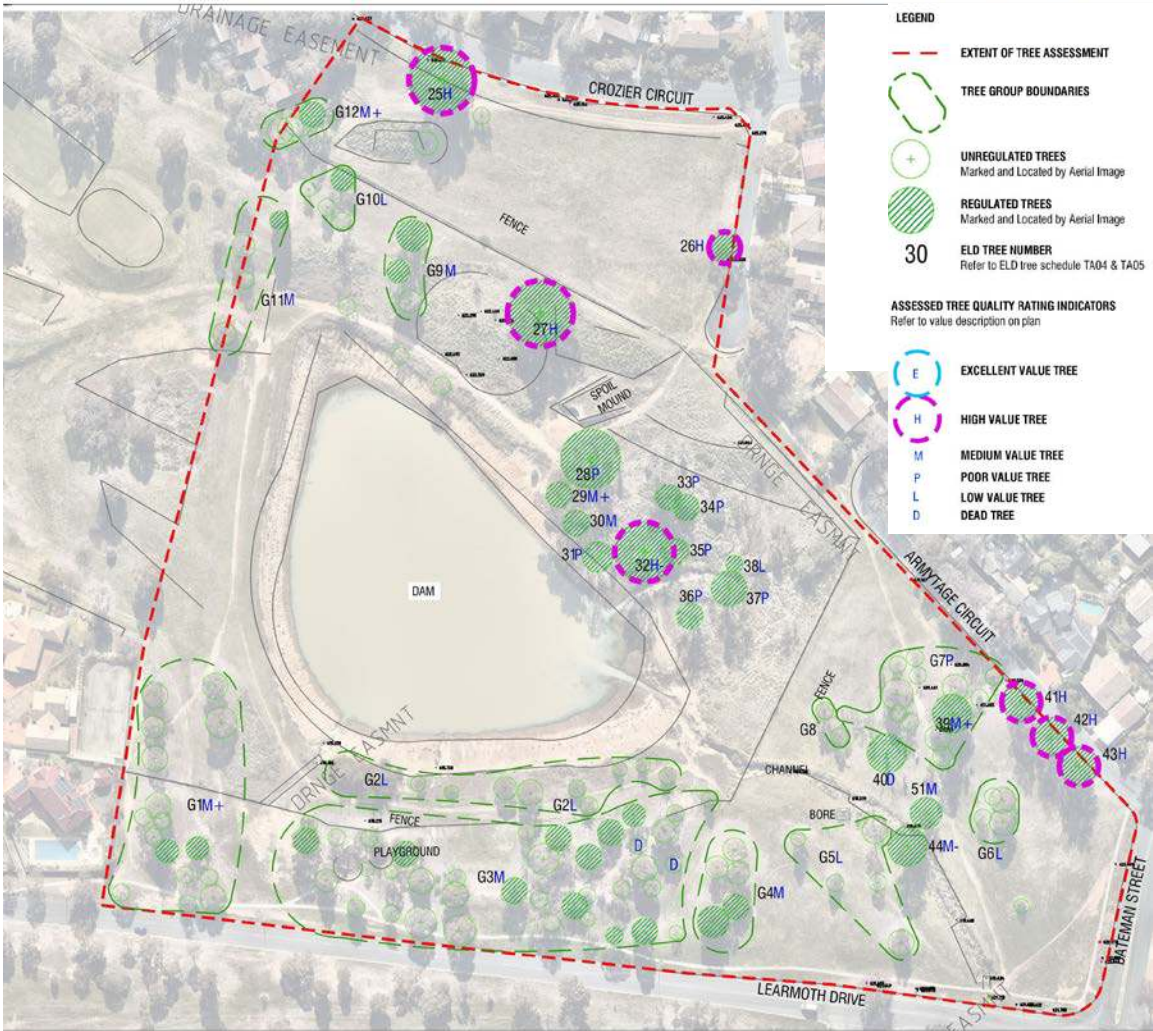 DRAINAGE EASEMENT
CROZIER CIRCUIT
25H
G12M+
G10L
FENCE
26H
G9M
G11M
27H
SPOIL
MOUND
DRNGE EASMNT
28P
29M+
33P
34P
30M
31P
32H-
35P
38L
37P
36P
DAM
ARMYTAGE CIRCUIT
G7P
41H
FENCE
39M+
42H
G8
43H
DRNGE EASMNT
CHANNEL
40D
G2L
G2L
51M
G1M+
BORE
FENCE
D
44M-
G6L
PLAYGROUND
D
G5L
G3M
G4M
BATEMAN STREET
LEARMOTH DRIVE
EASMNT
LEGEND
EXTENT OF TREE ASSESSMENT
TREE GROUP BOUNDARIES
UNREGULATED TREES
Marked and Located by Aerial Image
REGULATED TREES
Marked and Located by Aerial Image
30 ELD TREE NUMBER
Refer to ELD tree schedule TA04 & TA05
ASSESSED TREE QUALITY RATING INDICATORS
Refer to value description on plan
E EXCELLENT VALUE TREE
H HIGH VALUE TREE
M MEDIUM VALUE TREE
P POOR VALUE TREE
L LOW VALUE TREE
D DEAD TREE